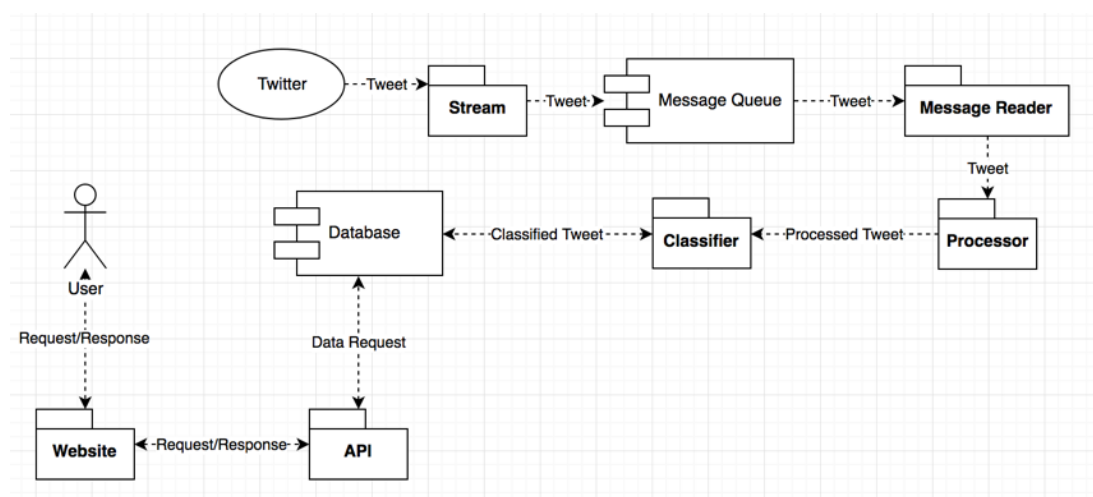 Twitter
Tweet
Stream
Tweet
Message Queue
Tweet
Message Reader
Tweet
Database
Classified Tweet
Classifier
Processed Tweet
Processor
User
Request/Response
Data Request
Website
Request/Response
API